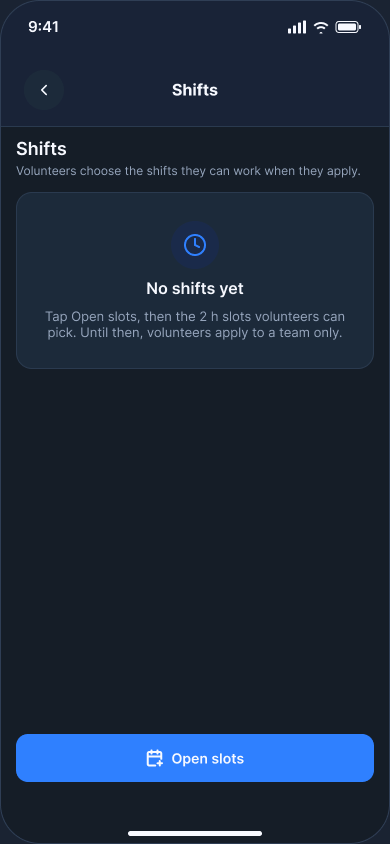 9:41
Shifts
Shifts
Volunteers choose the shifts they can work when they apply.
No shifts yet
Tap Open slots, then the 2 h slots volunteers can
pick. Until then, volunteers apply to a team only.
Open slots